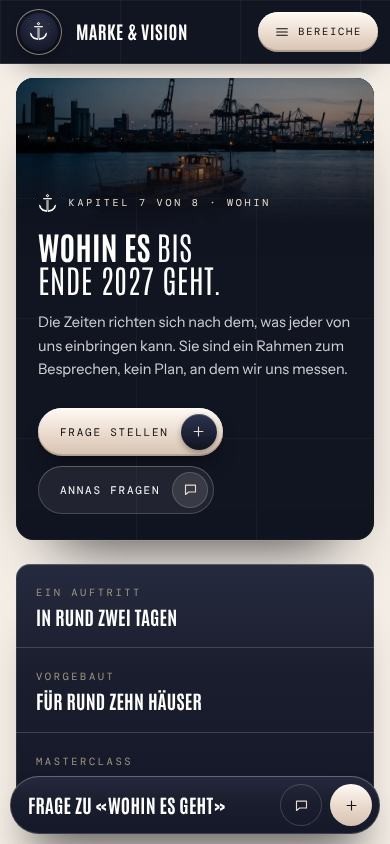 MARKE & VISION
BEREICHE
KAPITEL 7 VON 8 · WOHIN
WOHIN ES BIS
ENDE 2027 GEHT.
Die Zeiten richten sich nach dem, was jeder von
uns einbringen kann. Sie sind ein Rahmen zum
Besprechen, kein Plan, an dem wir uns messen.
FRAGE STELLEN
ANNAS FRAGEN
EIN AUFTRITT
IN RUND ZWEI TAGEN
VORGEBAUT
FÜR RUND ZEHN HÄUSER
MASTERCLASS
FRAGE ZU «WOHIN ES GEHT»